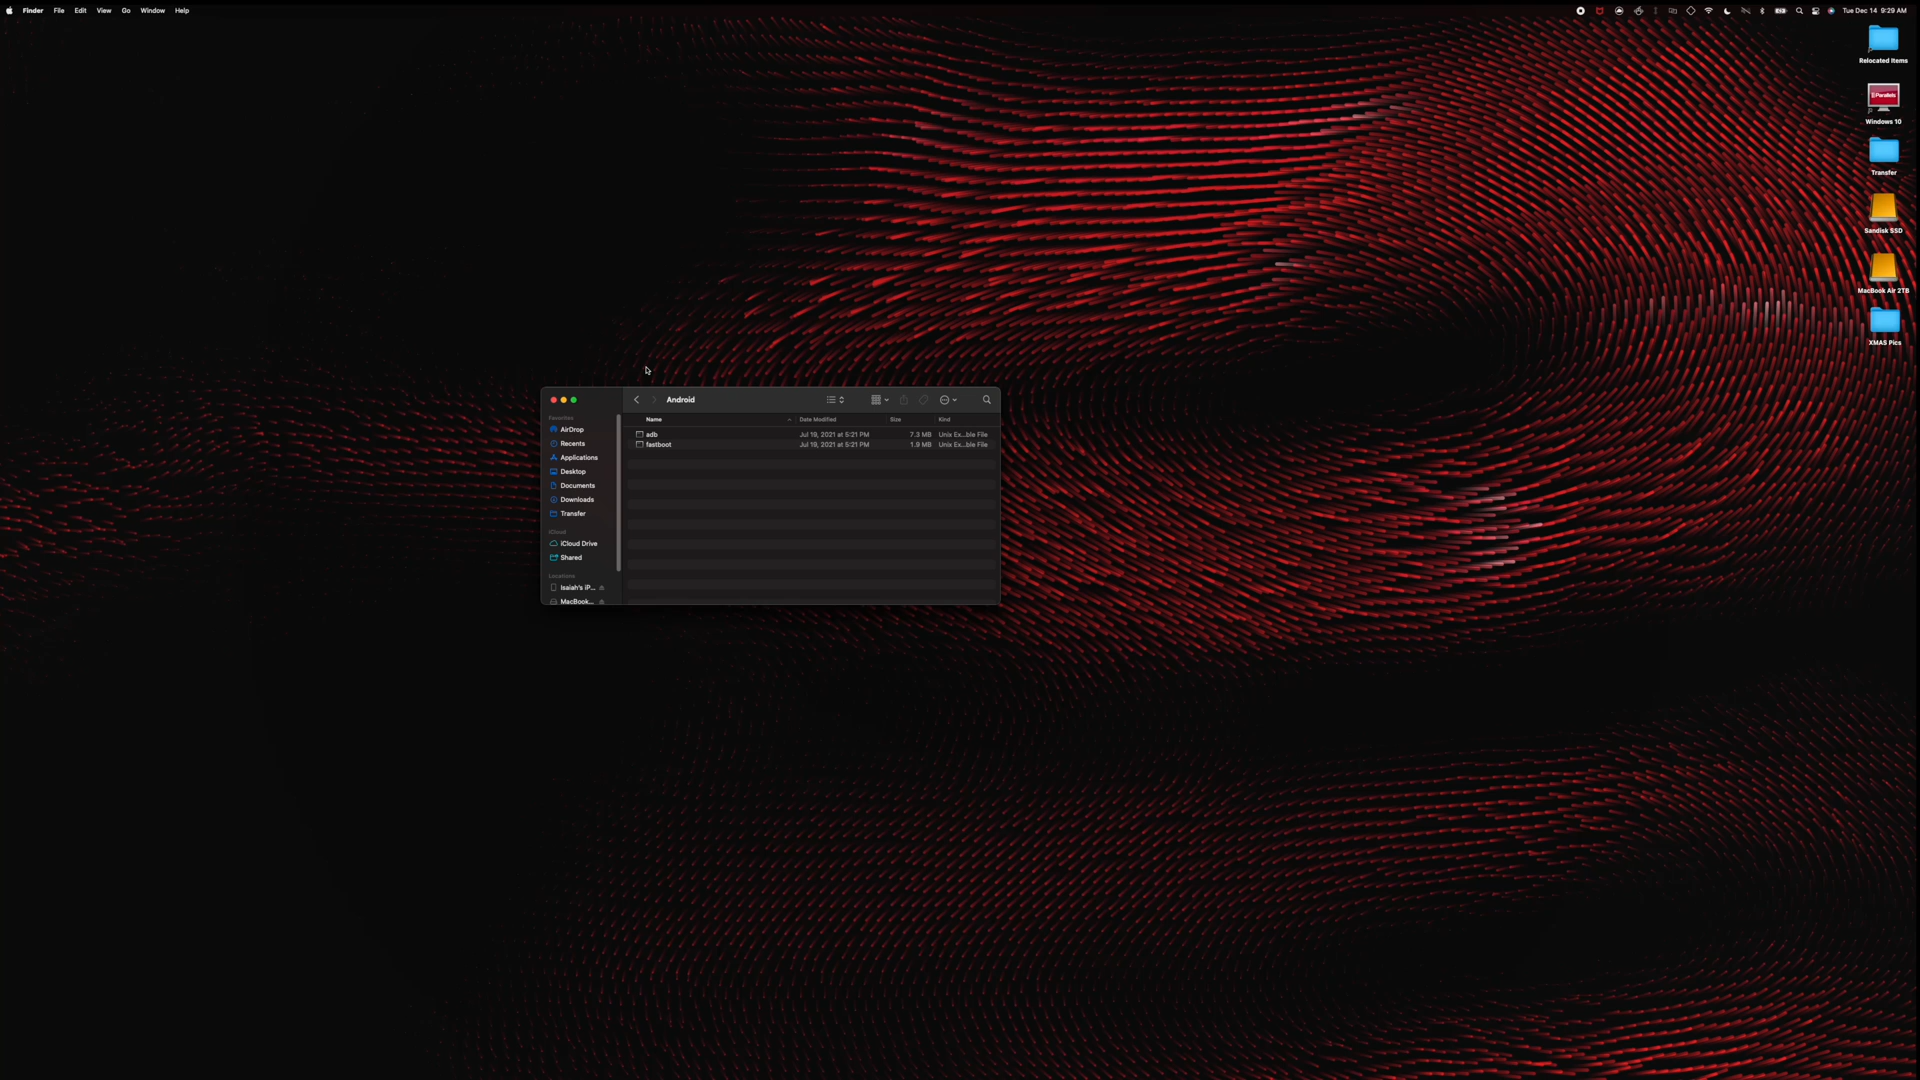 Finder File Edit View Go Window Help
Tue Dec 14 9:29 AM
Relocated Items
Parallels
Windows 10
Transfer
Sandisk SSD
MacBook Air 2TB
XMAS Pics
Android
Name Date Modified Size Kind
adb Jul 19, 2021 at 5:21 PM 7.3 MB Unix Ex...ble File
fastboot Jul 19, 2021 at 5:21 PM 1.9 MB Unix Ex...ble File
Favorites
AirDrop
Recents
Applications
Desktop
Documents
Downloads
Transfer
iCloud
iCloud Drive
Shared
Locations
Isaiah's iP...
MacBook...